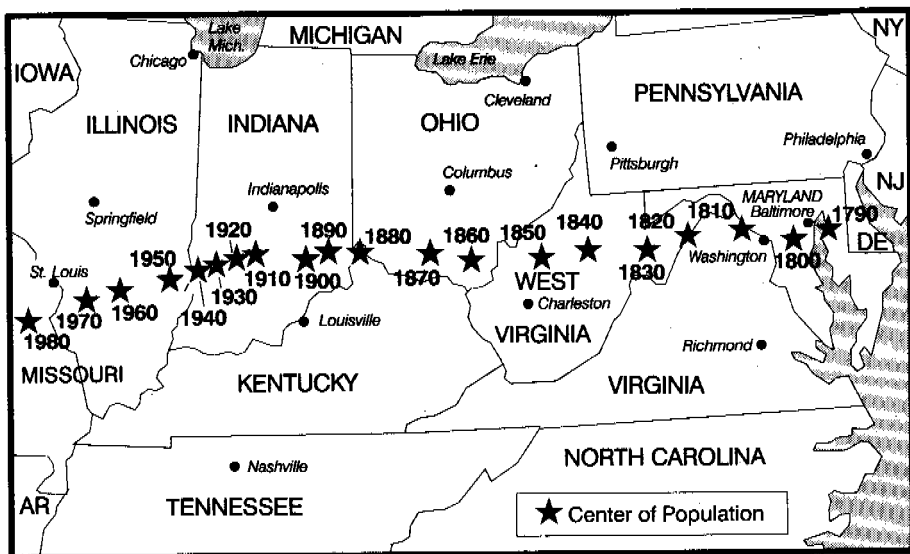 NY
MICHIGAN
Lake
Mich.
IOWA
Chicago
Lake Erie
Cleveland
PENNSYLVANIA
ILLINOIS
INDIANA
OHIO
Pittsburgh
Philadelphia
Columbus
NJ
Indianapolis
Springfield
MARYLAND
Baltimore
1790
1920
1890
1880
1860
1850
1840
1820
1810
Washington
DE
1800
St. Louis
1950
1910
1900
1870
1830
WEST
VIRGINIA
1930
1940
1960
1970
1980
Charleston
Louisville
Richmond
MISSOURI
KENTUCKY
VIRGINIA
Nashville
NORTH CAROLINA
AR
TENNESSEE
Center of Population